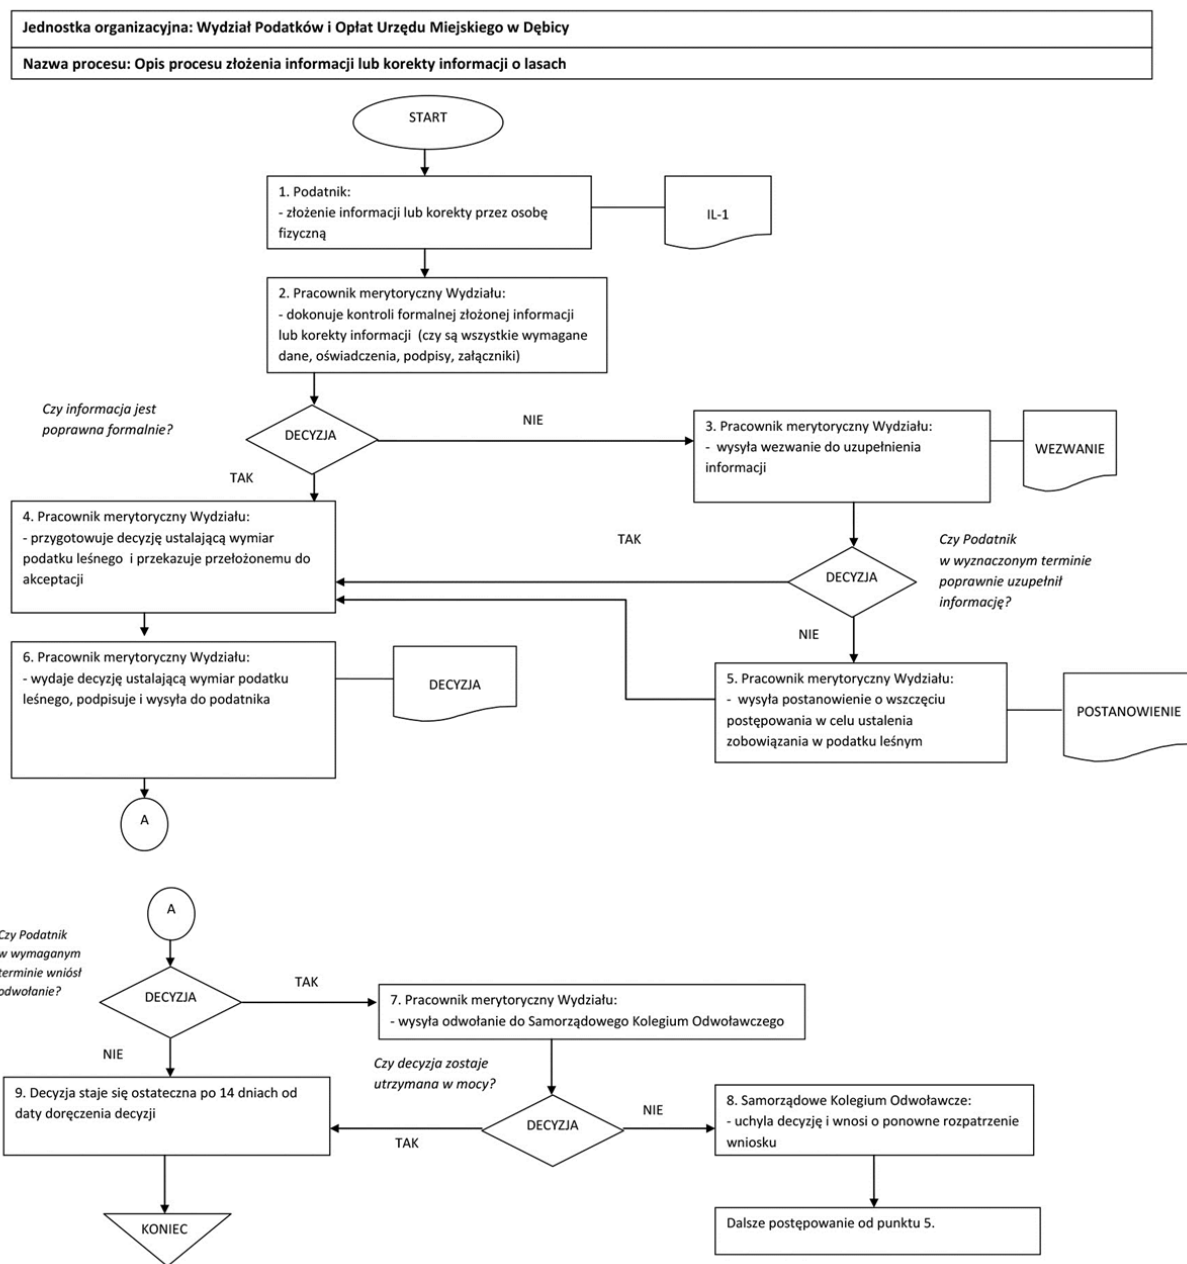 Jednostka organizacyjna: Wydział Podatków i Opłat Urzędu Miejskiego w Dębicy
Nazwa procesu: Opis procesu złożenia informacji lub korekty informacji o lasach
START
1. Podatnik:
- złożenie informacji lub korekty przez osobę
fizyczną
IL-1
2. Pracownik merytoryczny Wydziału:
- dokonuje kontroli formalnej złożonej informacji
lub korekty informacji (czy są wszystkie wymagane
dane, oświadczenia, podpisy, załączniki)
Czy informacja jest
poprawna formalnie?
DECYZJA
NIE
TAK
3. Pracownik merytoryczny Wydziału:
- wysyła wezwanie do uzupełnienia
informacji
WEZWANIE
4. Pracownik merytoryczny Wydziału:
- przygotowuje decyzję ustalającą wymiar
podatku leśnego i przekazuje przełożonemu do
akceptacji
TAK
DECYZJA
Czy Podatnik
w wyznaczonym terminie
poprawnie uzupełnił
informację?
NIE
6. Pracownik merytoryczny Wydziału:
- wydaje decyzję ustalającą wymiar podatku
leśnego, podpisuje i wysyła do podatnika
DECYZJA
5. Pracownik merytoryczny Wydziału:
- wysyła postanowienie o wszczęciu
postępowania w celu ustalenia
zobowiązania w podatku leśnym
POSTANOWIENIE
A
A
Czy Podatnik
w wymaganym
terminie wniósł
odwołanie?
DECYZJA
TAK
NIE
7. Pracownik merytoryczny Wydziału:
- wysyła odwołanie do Samorządowego Kolegium Odwoławczego
Czy decyzja zostaje
utrzymana w mocy?
9. Decyzja staje się ostateczna po 14 dniach od
daty doręczenia decyzji
TAK
DECYZJA
NIE
8. Samorządowe Kolegium Odwoławcze:
- uchyla decyzję i wnosi o ponowne rozpatrzenie
wniosku
KONIEC
Dalsze postępowanie od punktu 5.